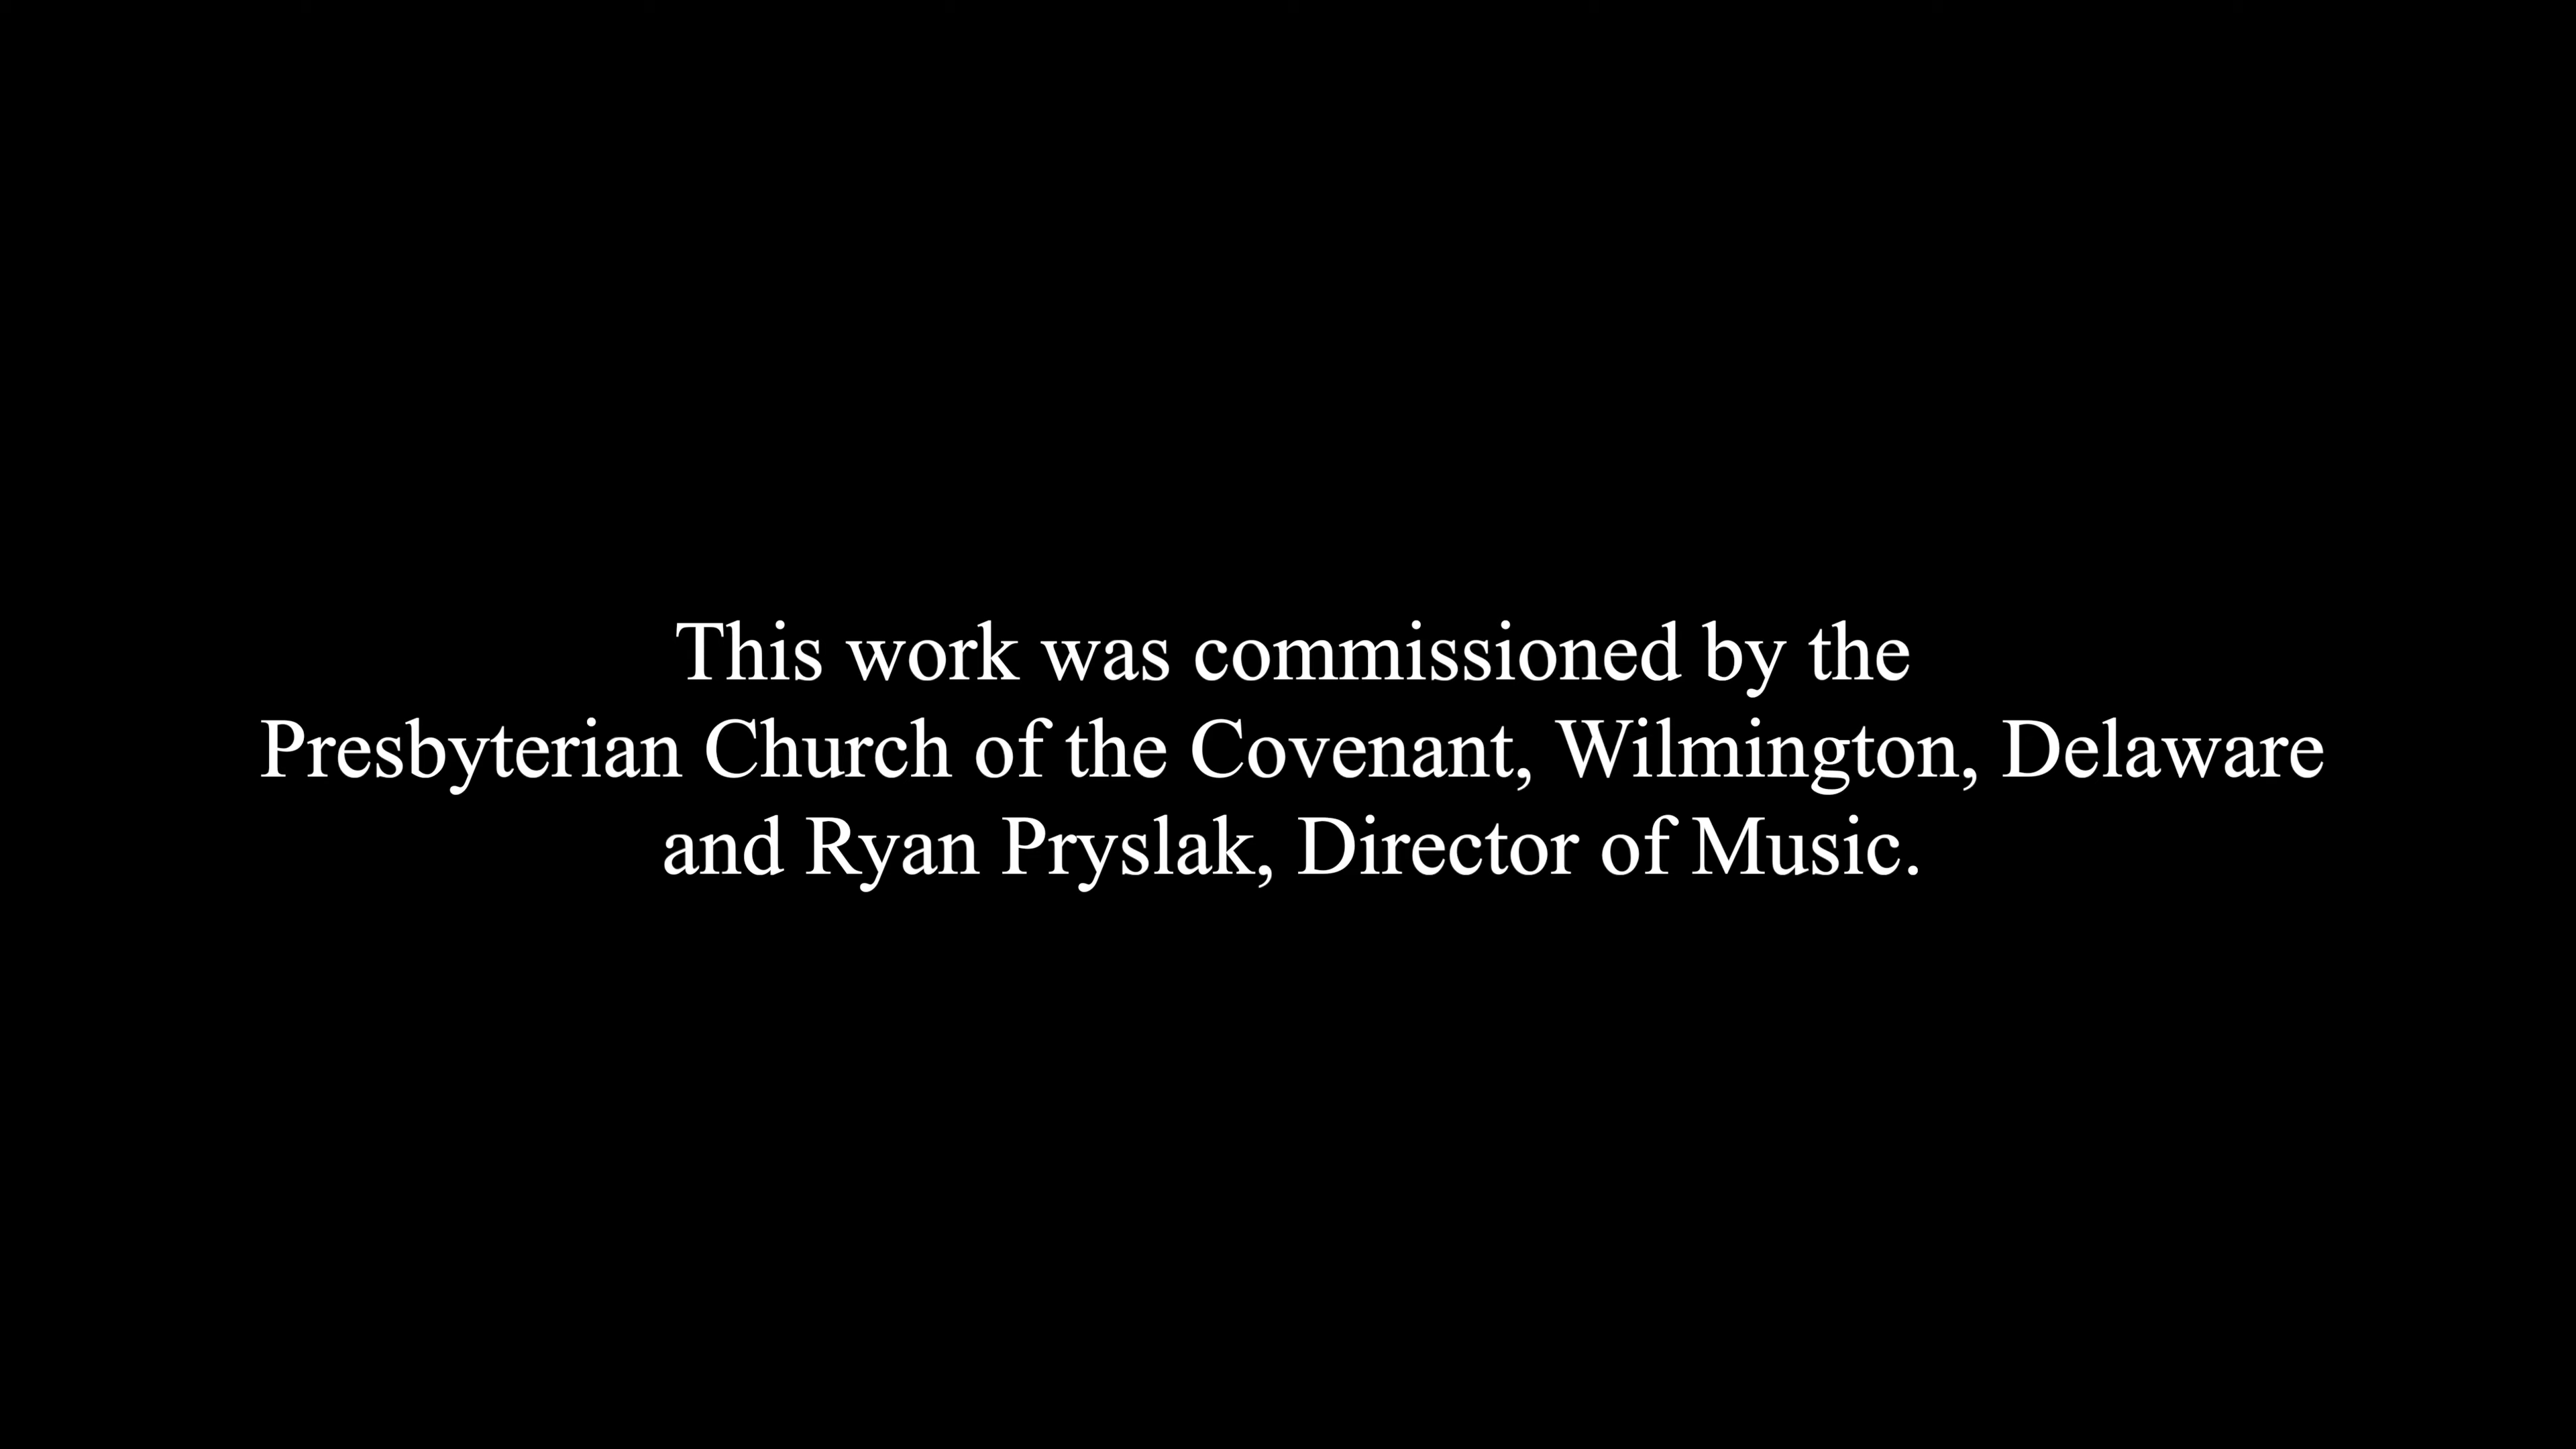 This work was commissioned by the
Presbyterian Church of the Covenant, Wilmington, Delaware
and Ryan Pryslak, Director of Music.